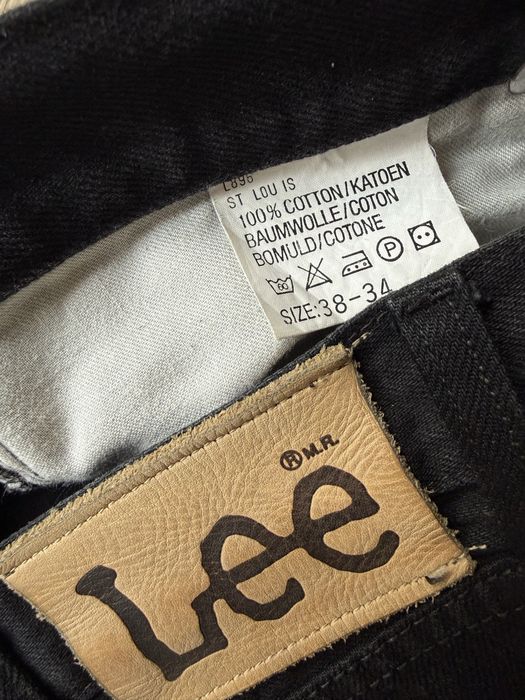 L896
ST LOU IS
100% COTTON/KATOEN
BAUMWOLLE/COTON
BOMULD/COTONE
P
SIZE:38-34
® M.R.
Lee